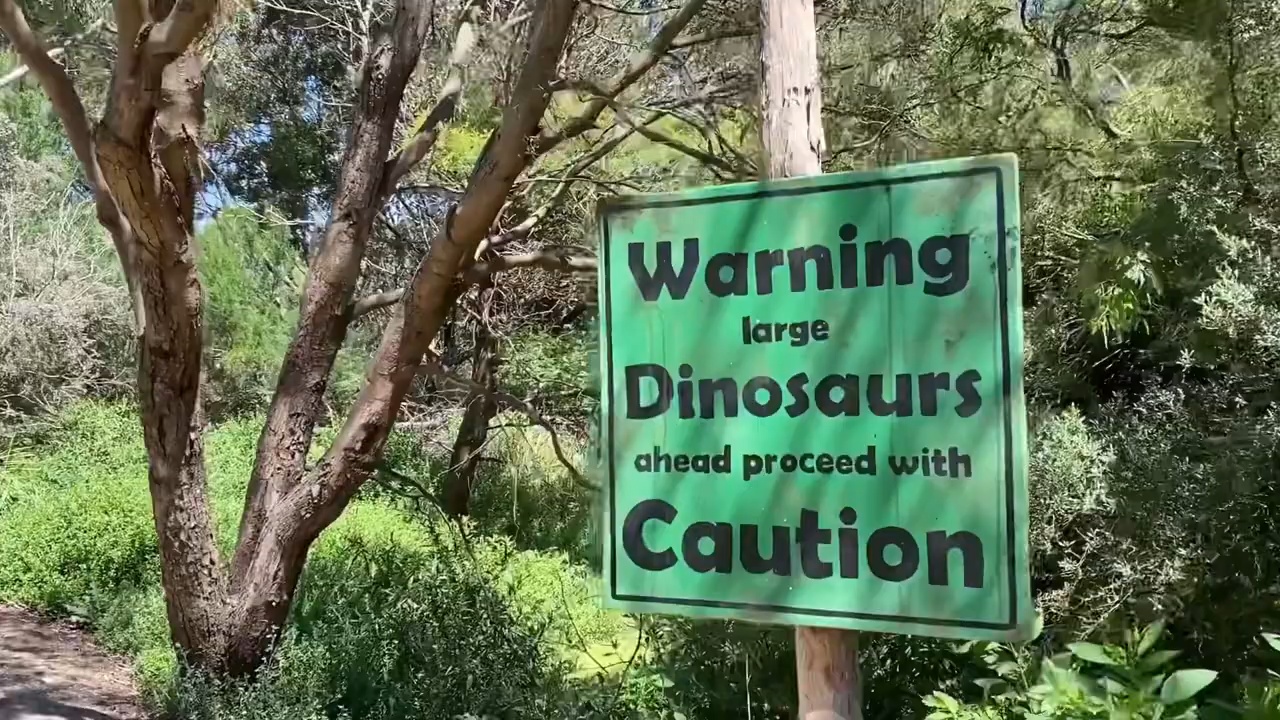 Warning
large
Dinosaurs
ahead proceed with
Caution